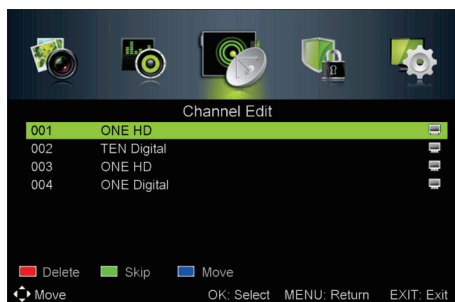 Channel Edit
001 ONE HD
002 TEN Digital
003 ONE HD
004 ONE Digital
Delete Skip Move
Move OK: Select MENU: Return EXIT: Exit